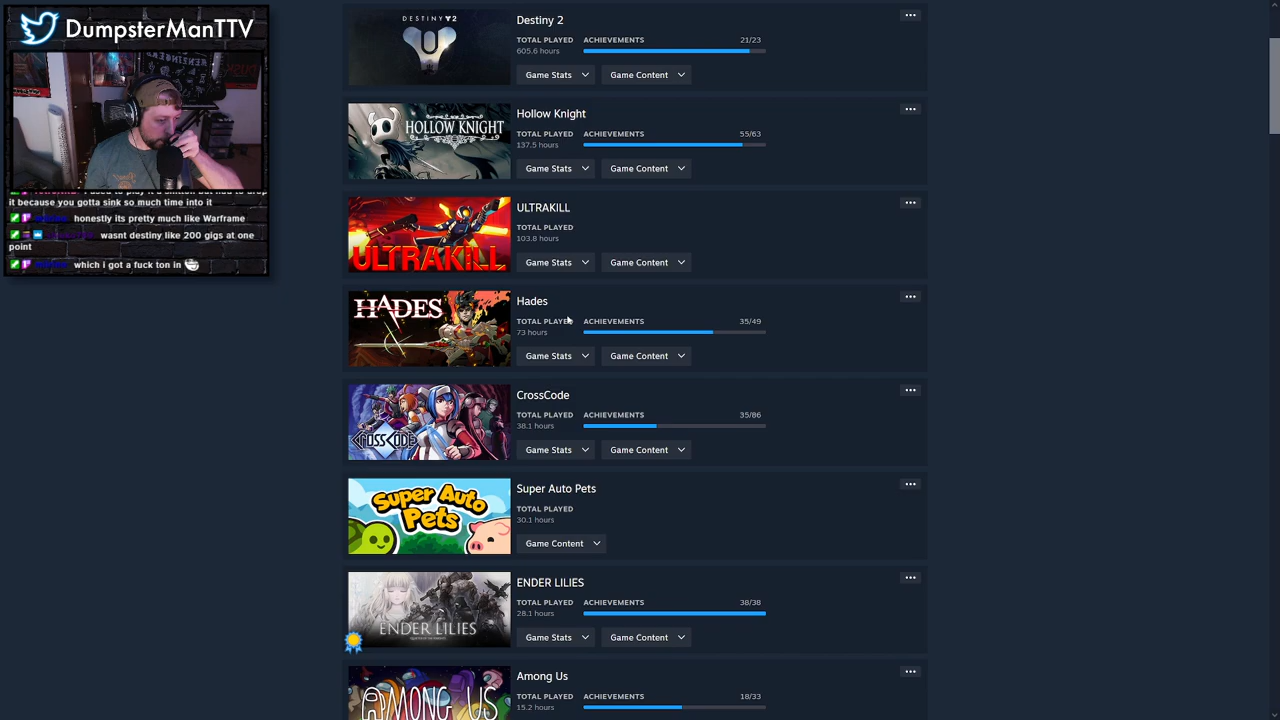 DumpsterManTTV
I used to play it a shitton but had to drop
it because you gotta sink so much time into it
honestly its pretty much like Warframe
wasnt destiny like 200 gigs at one
point
which i got a fuck ton in
DESTINY 2
Destiny 2
TOTAL PLAYED
605.6 hours
ACHIEVEMENTS 21/23
Game Stats
Game Content
HOLLOW KNIGHT
Hollow Knight
TOTAL PLAYED
137.5 hours
ACHIEVEMENTS 55/63
Game Stats
Game Content
ULTRAKILL
ULTRAKILL
TOTAL PLAYED
103.8 hours
Game Stats
Game Content
HADES
Hades
TOTAL PLAYED
73 hours
ACHIEVEMENTS 35/49
Game Stats
Game Content
CROSSCODE
CrossCode
TOTAL PLAYED
38.1 hours
ACHIEVEMENTS 35/86
Game Stats
Game Content
Super Auto
Pets
Super Auto Pets
TOTAL PLAYED
30.1 hours
Game Content
ENDER LILIES
ENDER LILIES
TOTAL PLAYED
28.1 hours
ACHIEVEMENTS 38/38
Game Stats
Game Content
AMONG US
Among Us
TOTAL PLAYED
15.2 hours
ACHIEVEMENTS 18/33